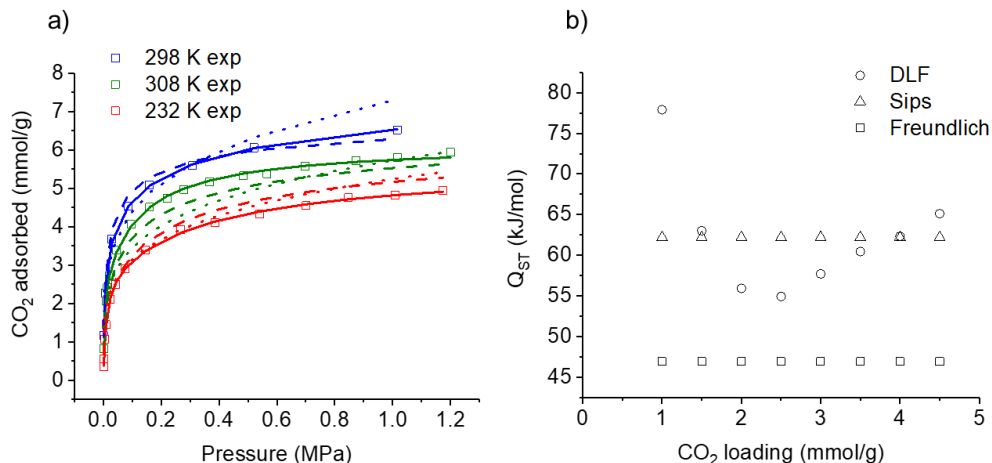 a)
298 K exp
308 K exp
232 K exp
CO2 adsorbed (mmol/g)
8
7
6
5
4
3
2
1
0
0.0 0.2 0.4 0.6 0.8 1.0 1.2
Pressure (MPa)
b)
DLF
Sips
Freundlich
QST (kJ/mol)
80
75
70
65
60
55
50
45
0 1 2 3 4 5
CO2 loading (mmol/g)